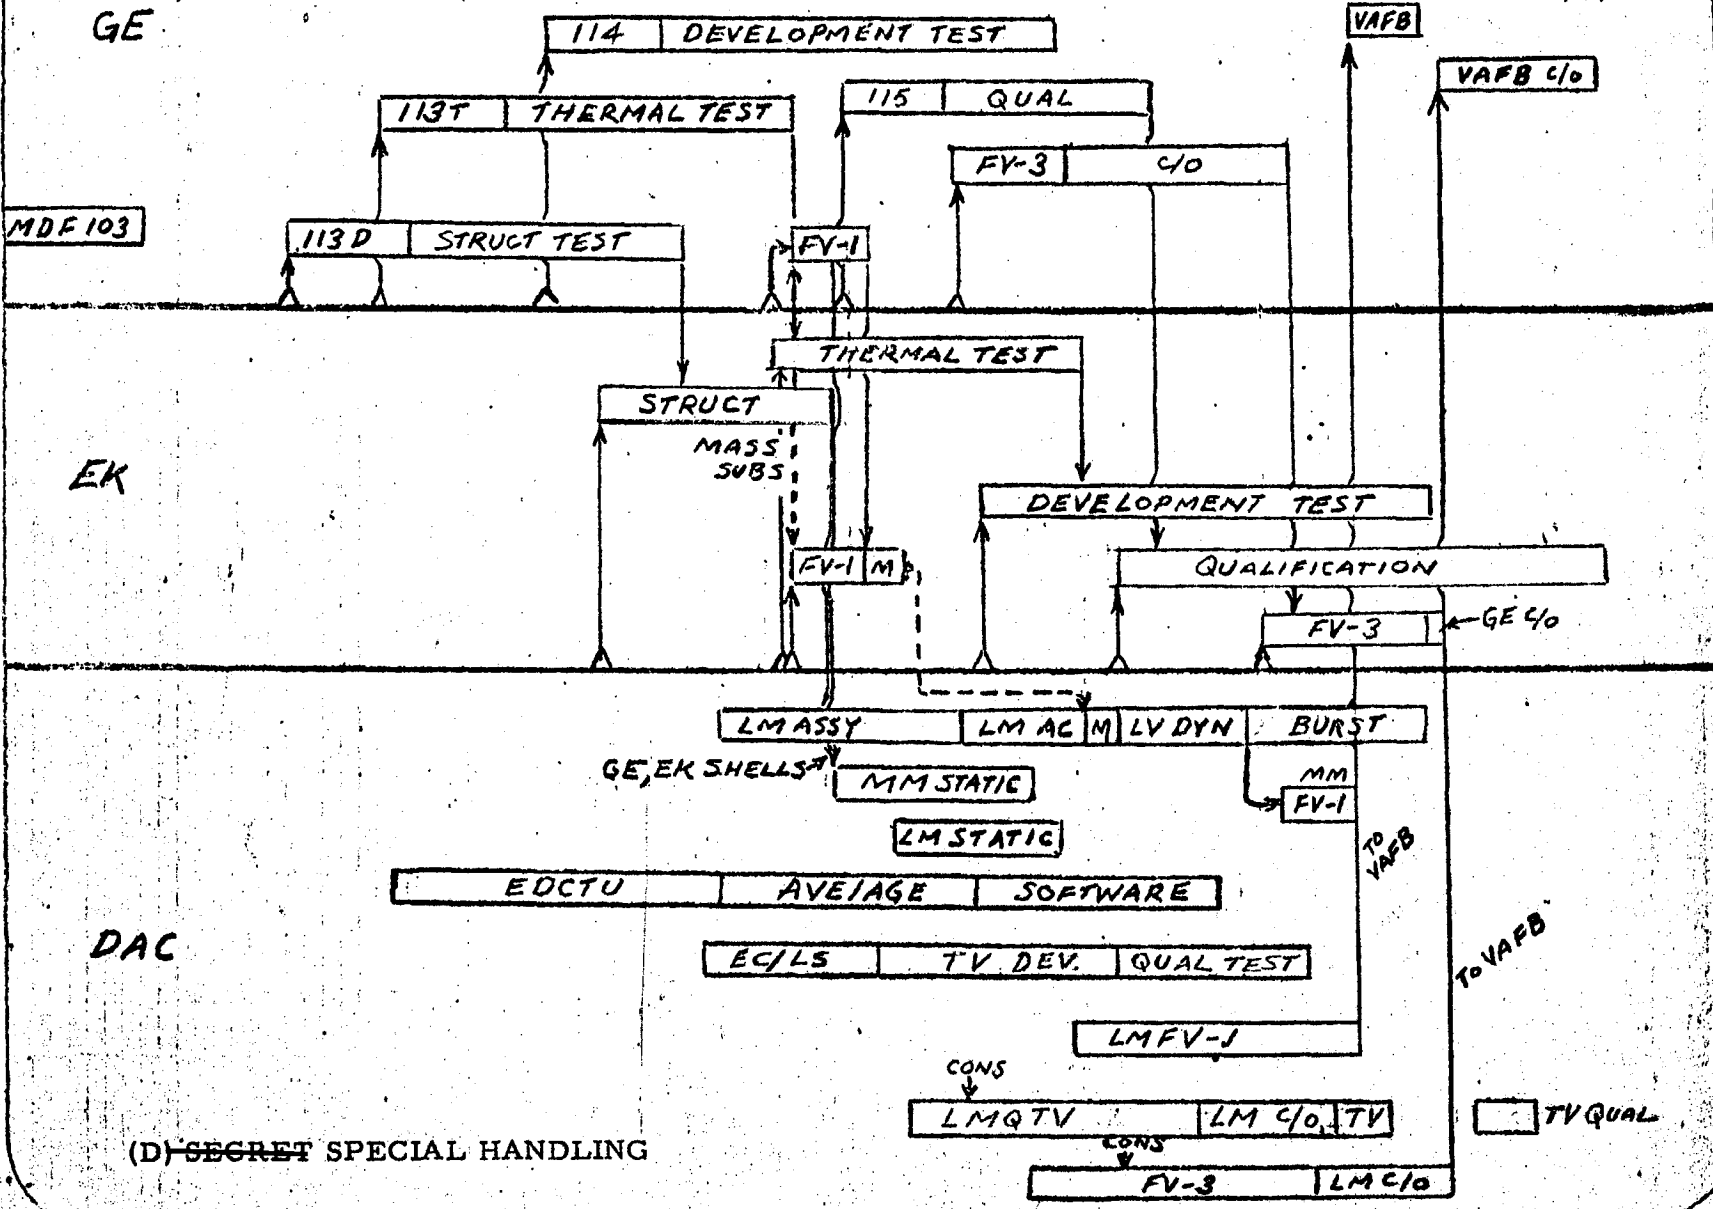 GE
114 DEVELOPMENT TEST
VAFB
VAFB C/O
113T THERMAL TEST
115 QUAL
FV-3 C/O
MDF 103
113D STRUCT TEST
FV-1
THERMAL TEST
STRUCT
MASS
SUBS
EK
DEVELOPMENT TEST
FV-1 M
QUALIFICATION
FV-3
GE C/O
LM ASSY LM AC M LV DYN BURST
GE, EK SHELLS
MM STATIC
MM
FV-1
LM STATIC
TO
VAFB
EDCTU AVE/AGE SOFTWARE
DAC
EC/LS TV DEV. QUAL TEST
TO VAFB
LM FV-1
CONS
LMQTV LM C/O TV
TV QUAL
CONS
(D) SECRET SPECIAL HANDLING
FV-3 LM C/O